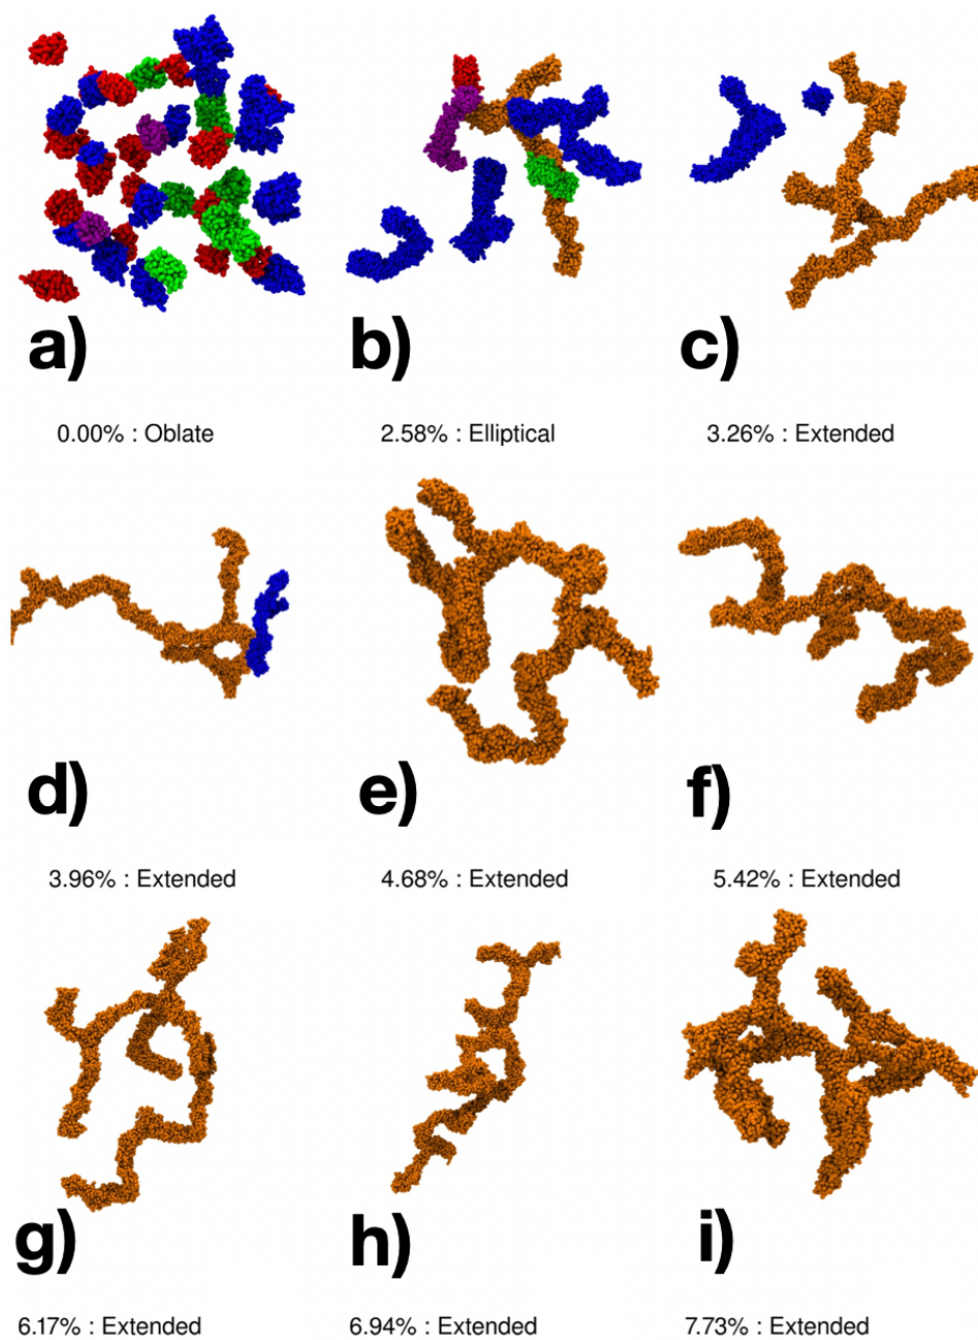 a) b) c)
0.00% : Oblate 2.58% : Elliptical 3.26% : Extended
d) e) f)
3.96% : Extended 4.68% : Extended 5.42% : Extended
g) h) i)
6.17% : Extended 6.94% : Extended 7.73% : Extended